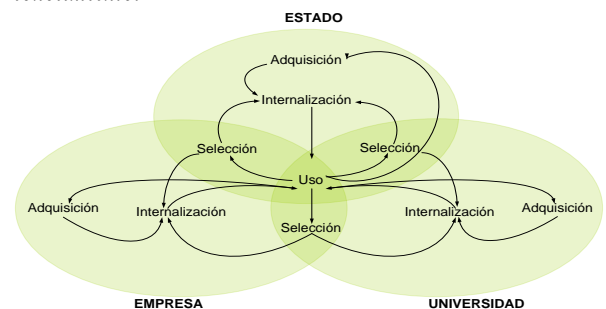 ESTADO
Adquisición
Internalización
Selección
Selección
Uso
Adquisición
Internalización
Internalización
Adquisición
Selección
EMPRESA
UNIVERSIDAD